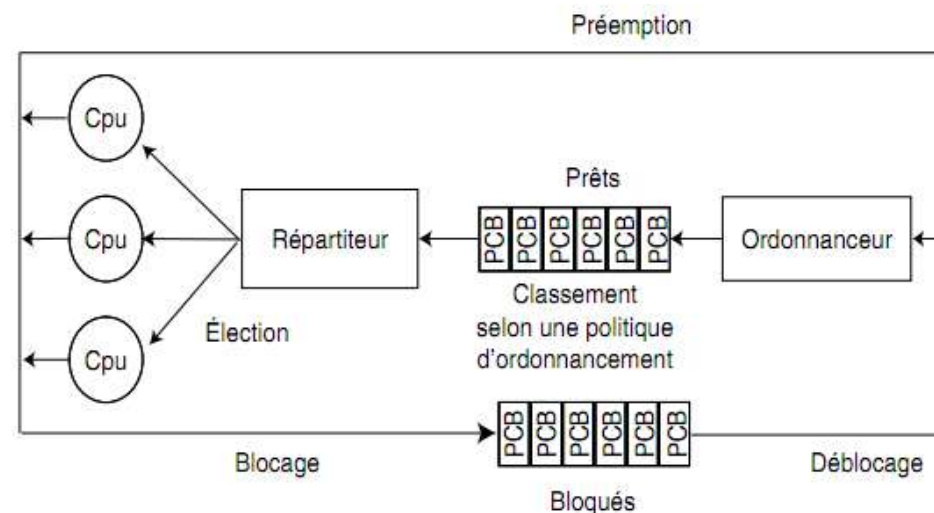 Préemption
Cpu
Prêts
Cpu
Répartiteur
PCB PCB PCB PCB PCB PCB
Ordonnanceur
Classement
selon une politique
d'ordonnancement
Élection
Cpu
PCB PCB PCB PCB PCB PCB
Blocage
Déblocage
Bloqués